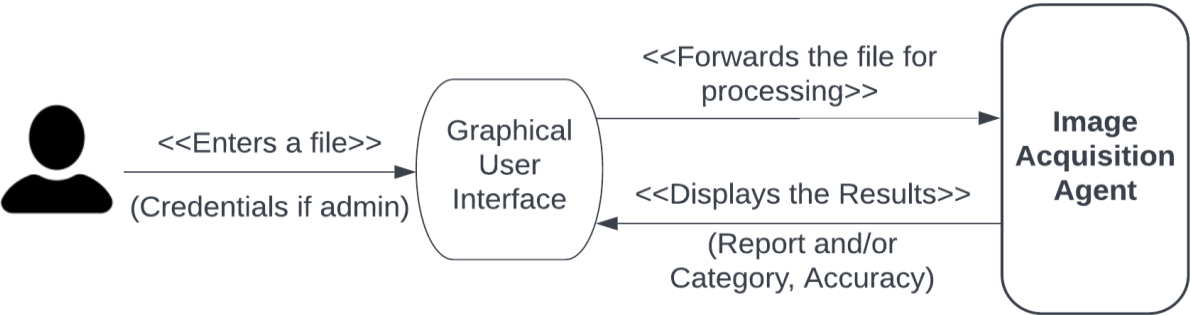 <<Enters a file>>
(Credentials if admin)
Graphical
User
Interface
<<Forwards the file for
processing>>
<<Displays the Results>>
(Report and/or
Category, Accuracy)
Image
Acquisition
Agent